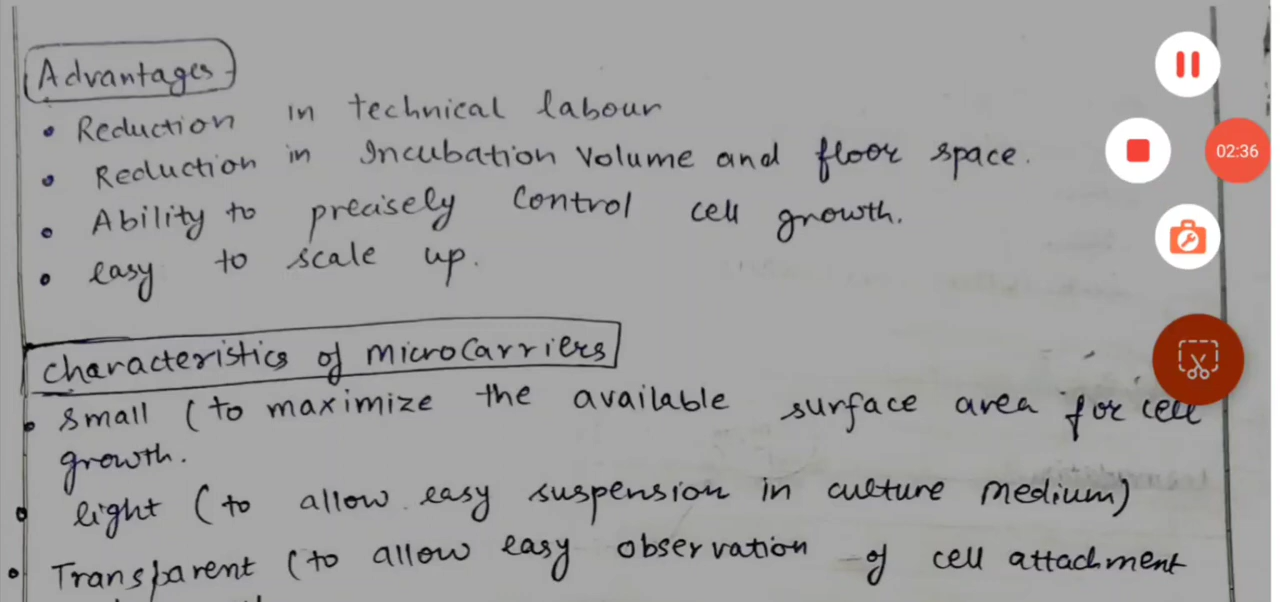 Advantages -
• Reduction in technical labour
• Reduction in Incubation Volume and floor space.
• Ability to precisely Control cell growth.
• easy to scale up.
Characteristics of microCarriers
• small (to maximize the available surface area for cell
growth.
• light (to allow easy suspension in culture medium)
• Transparent (to allow easy observation of cell attachment
02:36